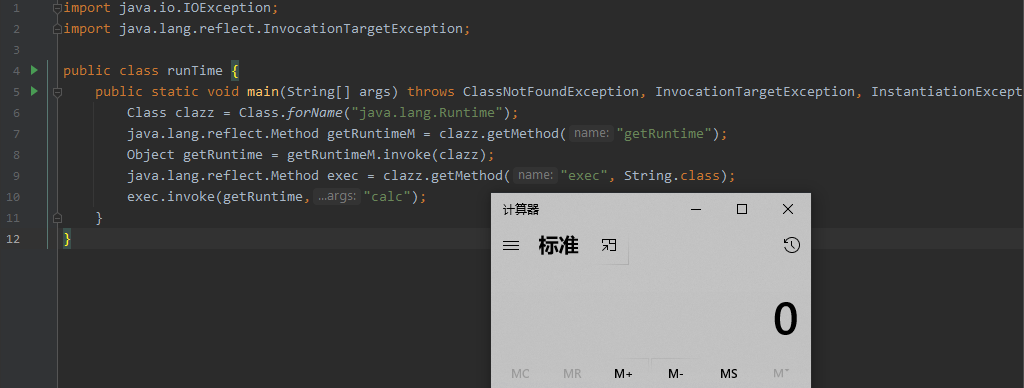 1 import java.io.IOException;
2 import java.lang.reflect.InvocationTargetException;
3
4 public class runTime {
5 public static void main(String[] args) throws ClassNotFoundException, InvocationTargetException, InstantiationExcept
6 Class clazz = Class.forName("java.lang.Runtime");
7 java.lang.reflect.Method getRuntimeM = clazz.getMethod( name: "getRuntime");
8 Object getRuntime = getRuntimeM.invoke(clazz);
9 java.lang.reflect.Method exec = clazz.getMethod( name: "exec", String.class);
10 exec.invoke(getRuntime, ...args: "calc");
11 }
12 }
计算器
标准
0
MC MR M+ M- MS M˅